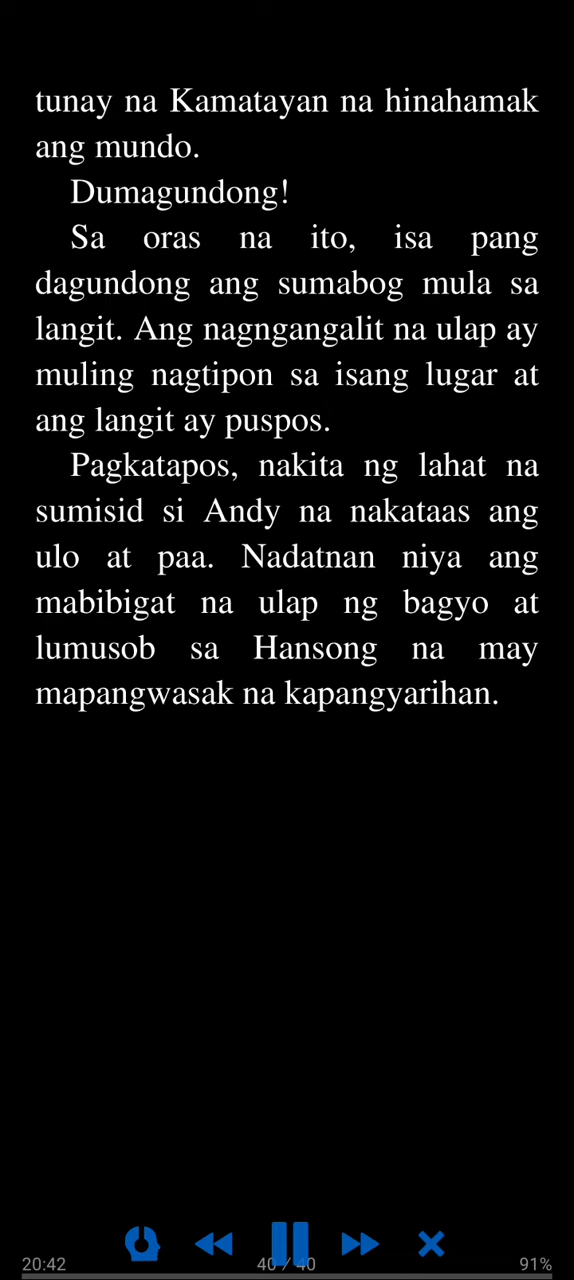 tunay na Kamatayan na hinahamak
ang mundo.
Dumagundong!
Sa oras na ito, isa pang
dagundong ang sumabog mula sa
langit. Ang nagngangalit na ulap ay
muling nagtipon sa isang lugar at
ang langit ay puspos.
Pagkatapos, nakita ng lahat na
sumisid si Andy na nakataas ang
ulo at paa. Nadatnan niya ang
mabibigat na ulap ng bagyo at
lumusob sa Hansong na may
mapangwasak na kapangyarihan.
20:42 40 / 40 91%